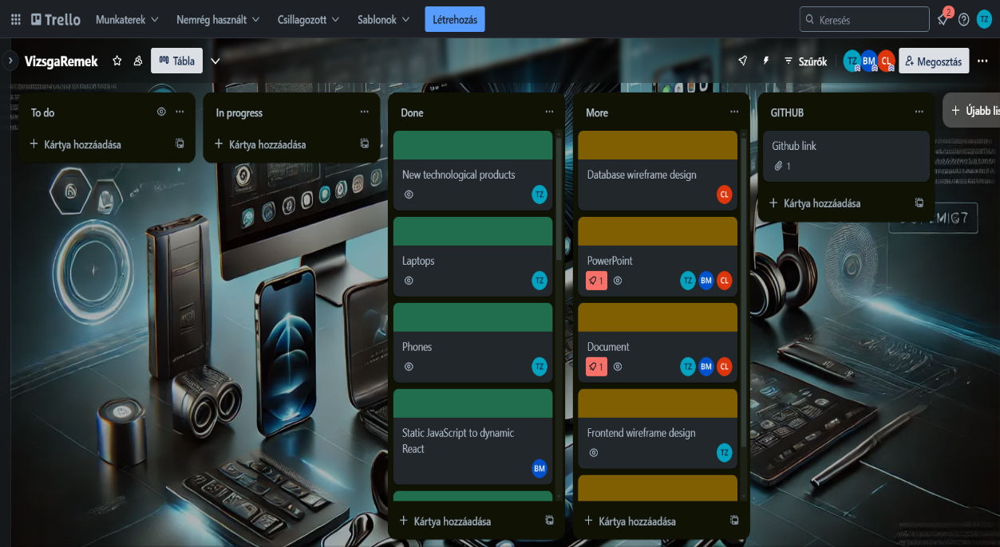 Trello Munkaterek Nemrég használt Csillagozott Sablonok Létrehozás Keresés 2 TZ
VizsgaRemek Tábla Szűrők TZ BM CL Megosztás
To do
Kártya hozzáadása
In progress
Kártya hozzáadása
Done
New technological products
TZ
Laptops
TZ
Phones
TZ
Static JavaScript to dynamic
React
BM
Kártya hozzáadása
More
Database wireframe design
CL
PowerPoint
1 TZ BM CL
Document
1 TZ BM CL
Frontend wireframe design
TZ
Kártya hozzáadása
GITHUB
Github link
1
Kártya hozzáadása
Újabb lis